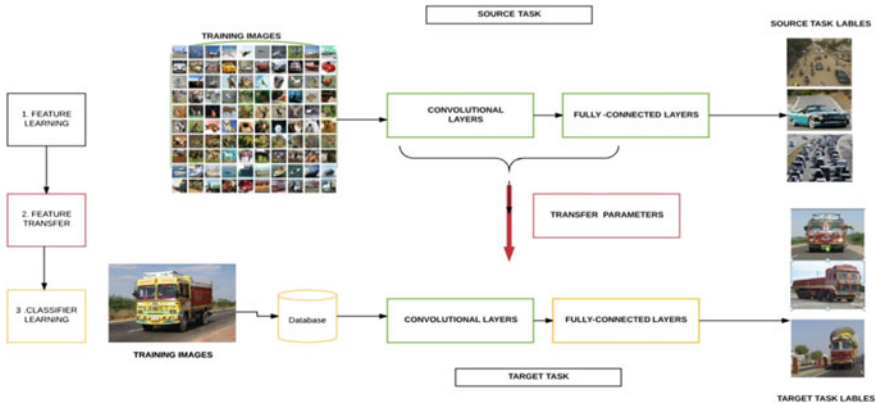 SOURCE TASK
SOURCE TASK LABLES
TRAINING IMAGES
1. FEATURE
LEARNING
CONVOLUTIONAL
LAYERS
FULLY -CONNECTED LAYERS
2. FEATURE
TRANSFER
TRANSFER PARAMETERS
3 .CLASSIFIER
LEARNING
Database
CONVOLUTIONAL LAYERS
FULLY-CONNECTED LAYERS
TRAINING IMAGES
TARGET TASK
TARGET TASK LABLES